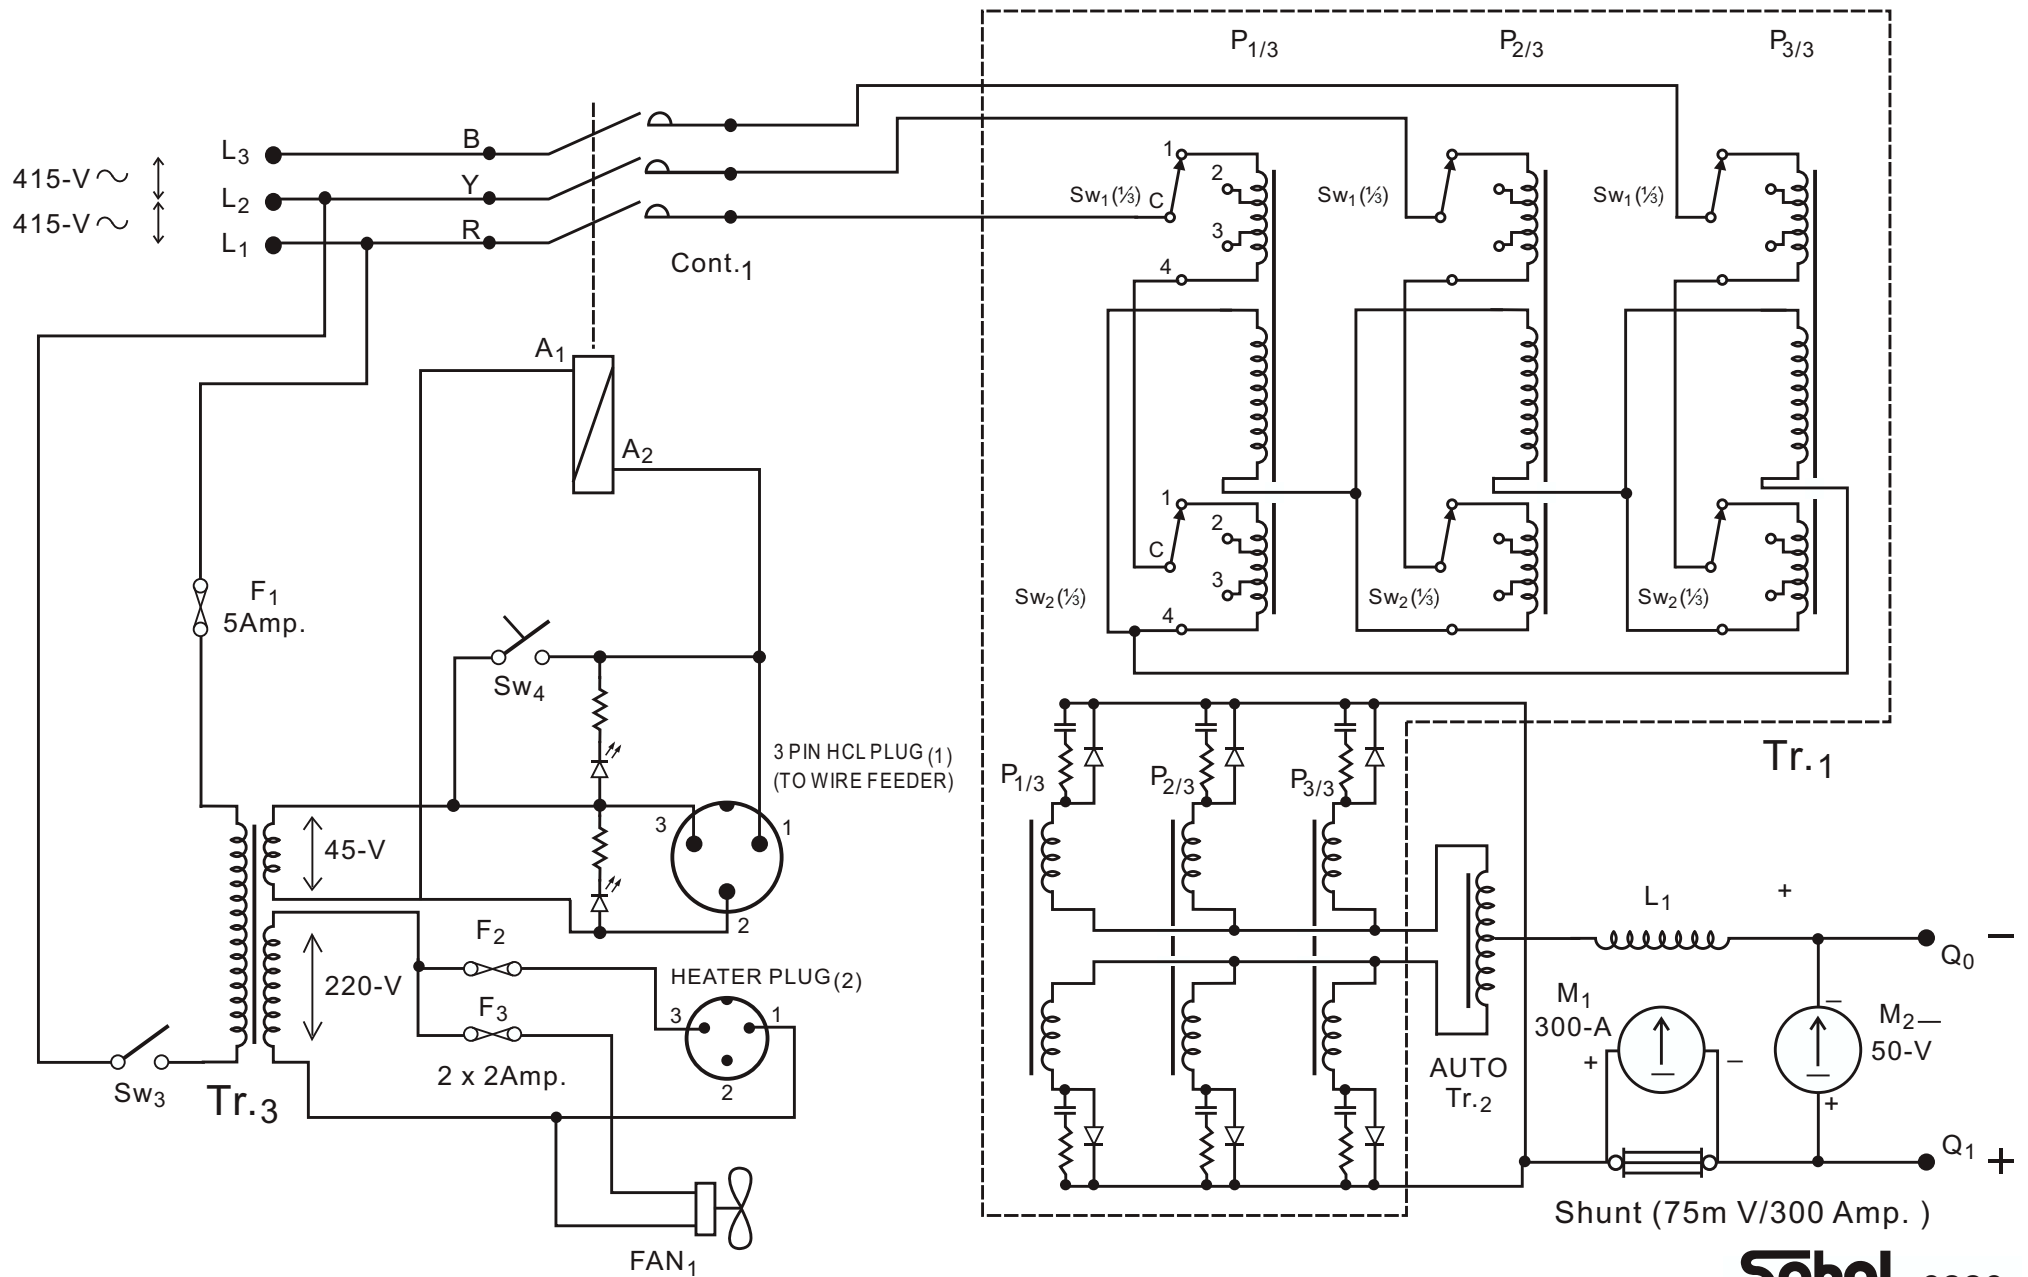 P1/3 P2/3 P3/3
L3 B
415-V
L2 Y
415-V
L1 R
Cont.1
1
2
Sw1(⅓) C
3
4
Sw1(⅓)
Sw1(⅓)
A1
A2
1
2
C
3
Sw2(⅓)
4
Sw2(⅓)
Sw2(⅓)
F1
5Amp.
Sw4
3 PIN HCL PLUG (1)
(TO WIRE FEEDER)
3 1
2
45-V
220-V
F2
F3
2 x 2Amp.
HEATER PLUG (2)
3 1
2
Sw3
Tr.3
FAN1
P1/3 P2/3 P3/3
Tr.1
AUTO
Tr.2
L1 +
Q0 −
M1
300-A
+ −
−
M2
50-V
+
Q1 +
Shunt (75m V/300 Amp. )